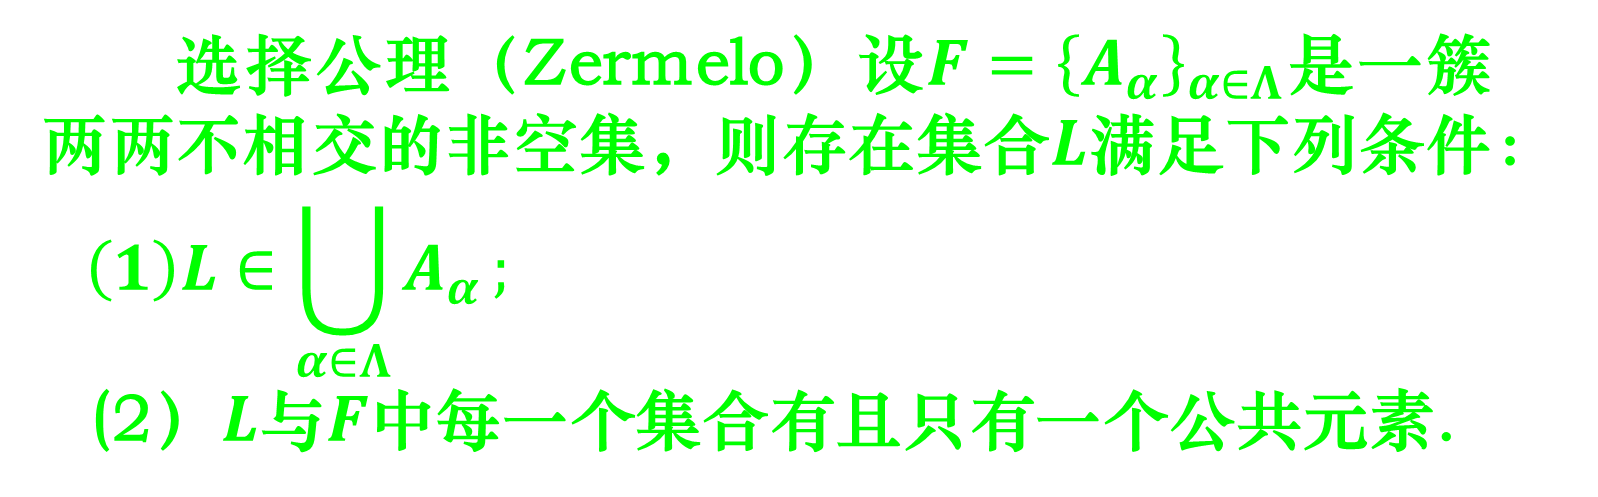 选择公理（Zermelo）设F = {A_α}_{α∈Λ}是一簇
两两不相交的非空集，则存在集合L满足下列条件：
(1)L ∈ ⋃_{α∈Λ} A_α ;
(2）L与F中每一个集合有且只有一个公共元素.